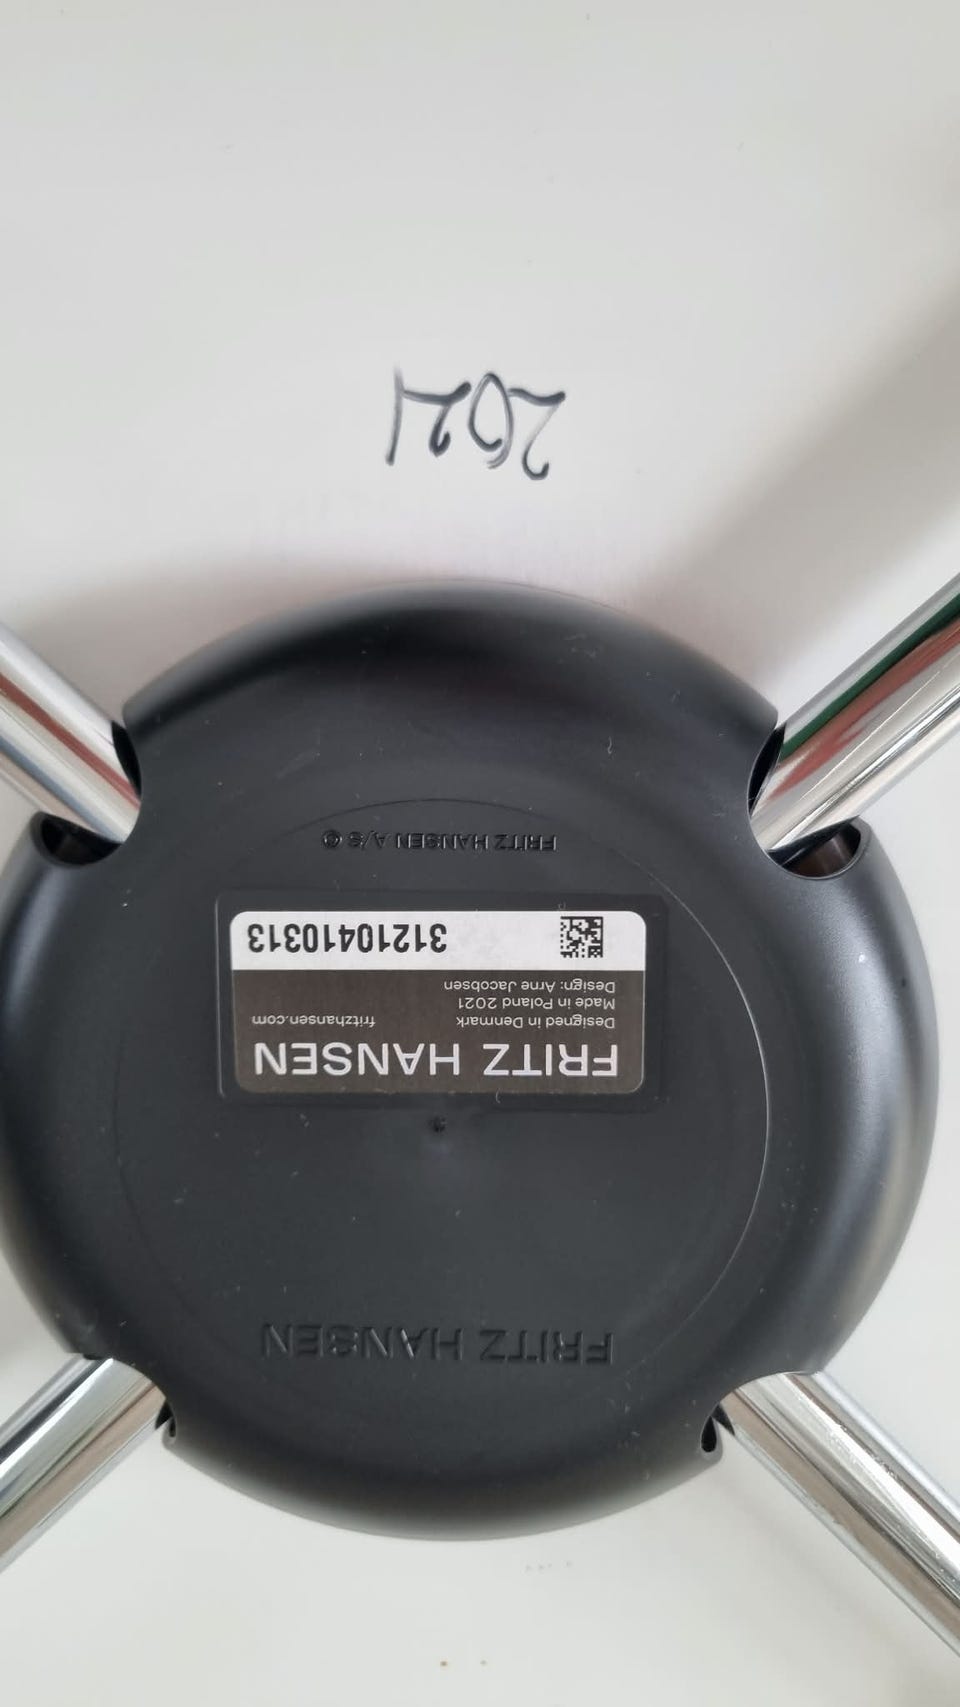 FRITZ HANSEN
FRITZ HANSEN
Designed in Denmark
fritzhansen.com
Made in Poland 2021
Design: Arne Jacobsen
31210410313
FRITZ HANSEN A/S ©
2021